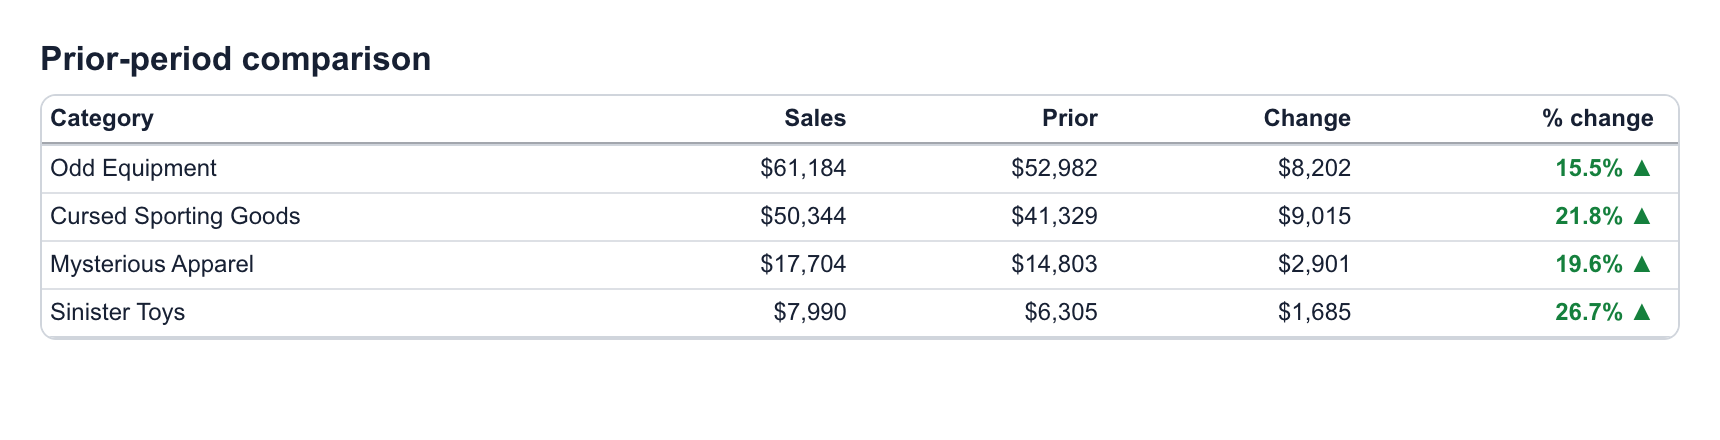 Prior-period comparison
Category Sales Prior Change % change
Odd Equipment $61,184 $52,982 $8,202 15.5% ▲
Cursed Sporting Goods $50,344 $41,329 $9,015 21.8% ▲
Mysterious Apparel $17,704 $14,803 $2,901 19.6% ▲
Sinister Toys $7,990 $6,305 $1,685 26.7% ▲